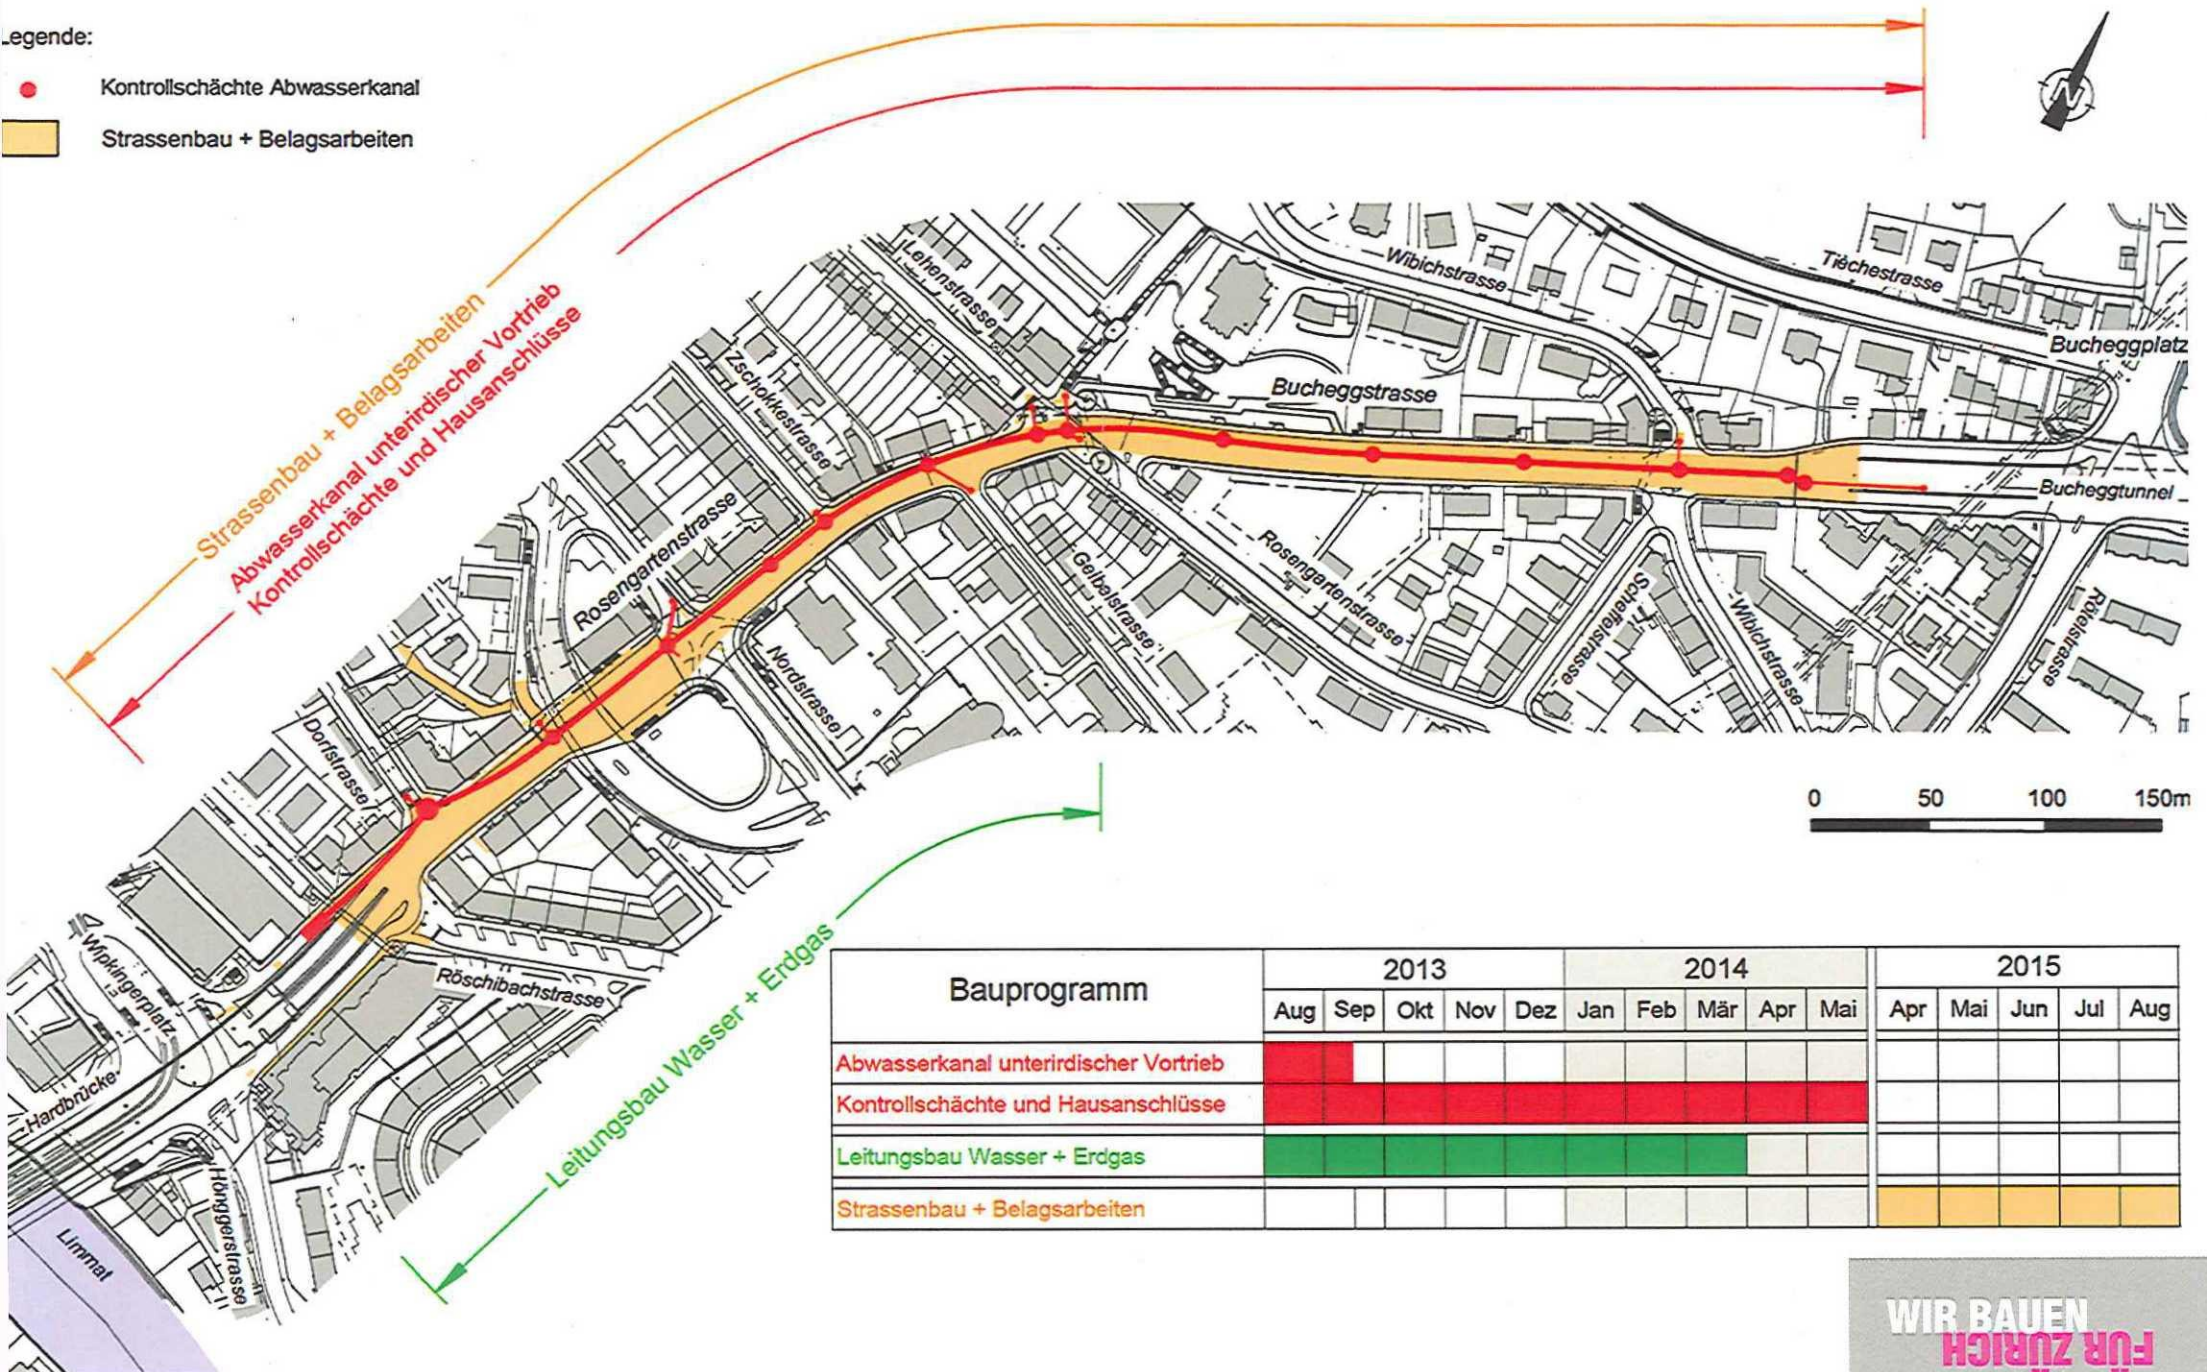 Legende:
Kontrollschächte Abwasserkanal
Strassenbau + Belagsarbeiten
N
Strassenbau + Belagsarbeiten
Abwasserkanal unterirdischer Vortrieb
Kontrollschächte und Hausanschlüsse
Lehenstrasse
Wibichstrasse
Tièchestrasse
Bucheggplatz
Zschokkestrasse
Bucheggstrasse
Bucheggtunnel
Rosengartenstrasse
Geibelstrasse
Rosengertenstrasse
Scheffelstrasse
Wibichstrasse
Rötelstrasse
Nordstrasse
Dorfstrasse
0 50 100 150m
Wipkingerplatz
Röschibachstrasse
Leitungsbau Wasser + Erdgas
Hardbrücke
Hönggerstrasse
Limmat
Bauprogramm 2013 2014 2015
Aug Sep Okt Nov Dez Jan Feb Mär Apr Mai Apr Mai Jun Jul Aug
Abwasserkanal unterirdischer Vortrieb
Kontrollschächte und Hausanschlüsse
Leitungsbau Wasser + Erdgas
Strassenbau + Belagsarbeiten
WIR BAUEN
FÜR ZÜRICH